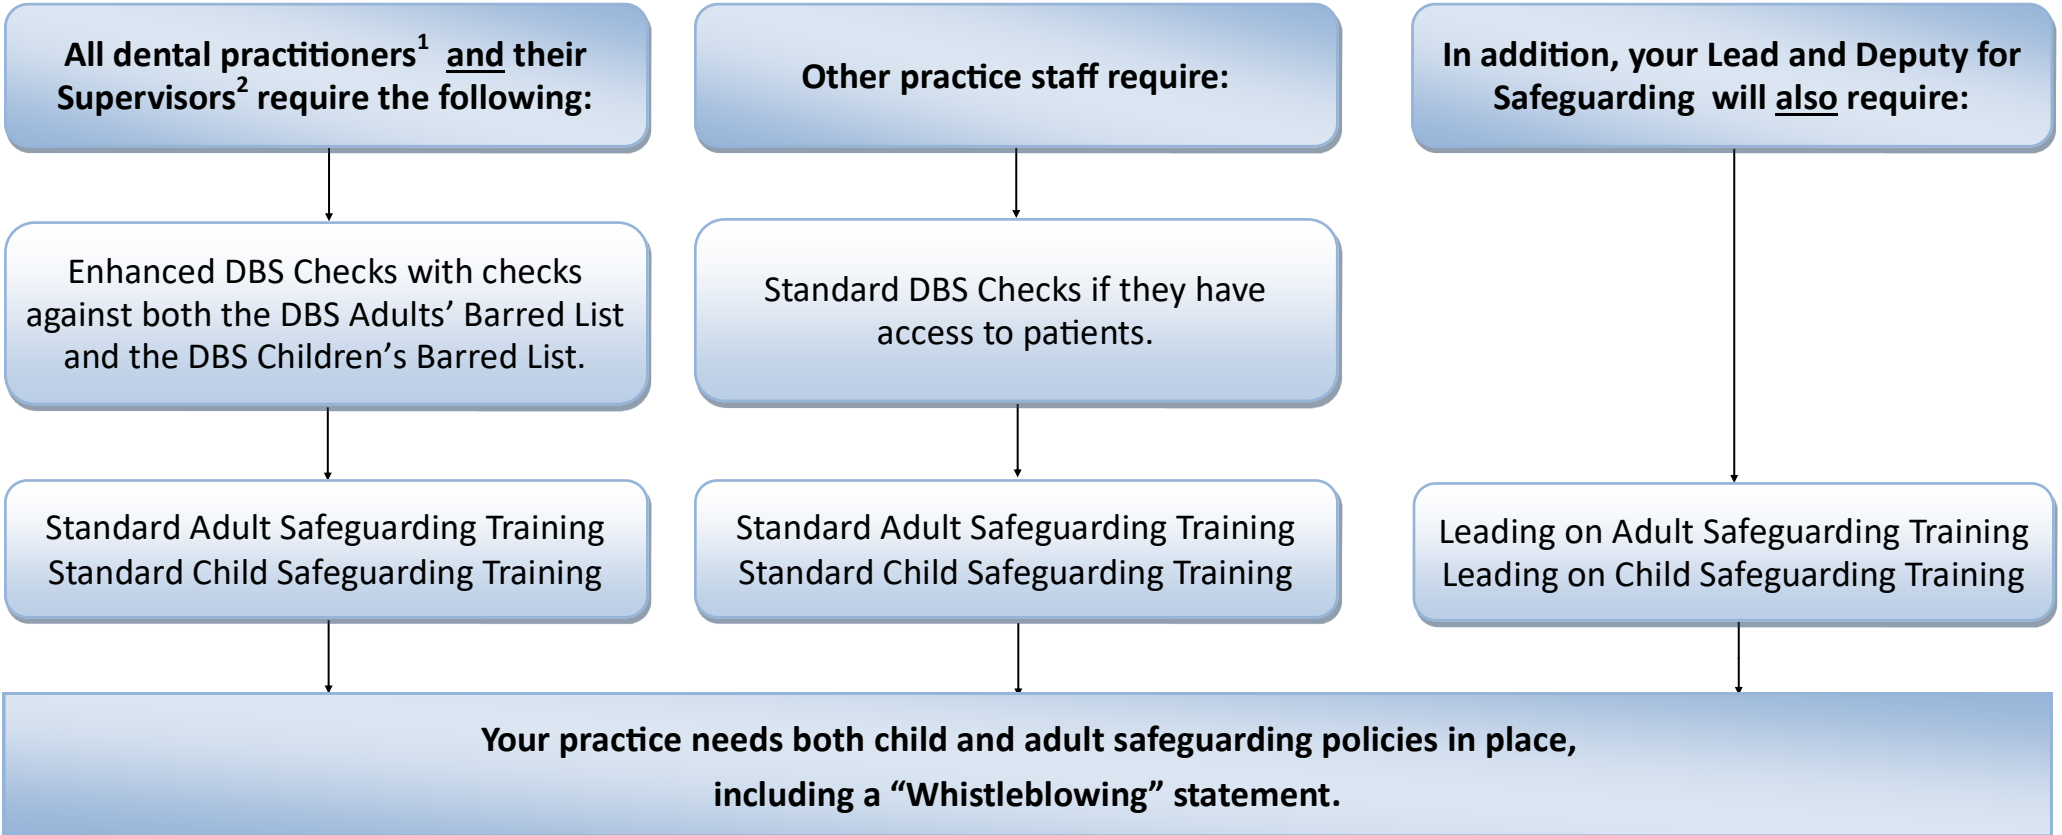 All dental practitioners¹ and their
Supervisors² require the following:
Other practice staff require:
In addition, your Lead and Deputy for
Safeguarding will also require:
Enhanced DBS Checks with checks
against both the DBS Adults’ Barred List
and the DBS Children’s Barred List.
Standard DBS Checks if they have
access to patients.
Standard Adult Safeguarding Training
Standard Child Safeguarding Training
Standard Adult Safeguarding Training
Standard Child Safeguarding Training
Leading on Adult Safeguarding Training
Leading on Child Safeguarding Training
Your practice needs both child and adult safeguarding policies in place,
including a “Whistleblowing” statement.